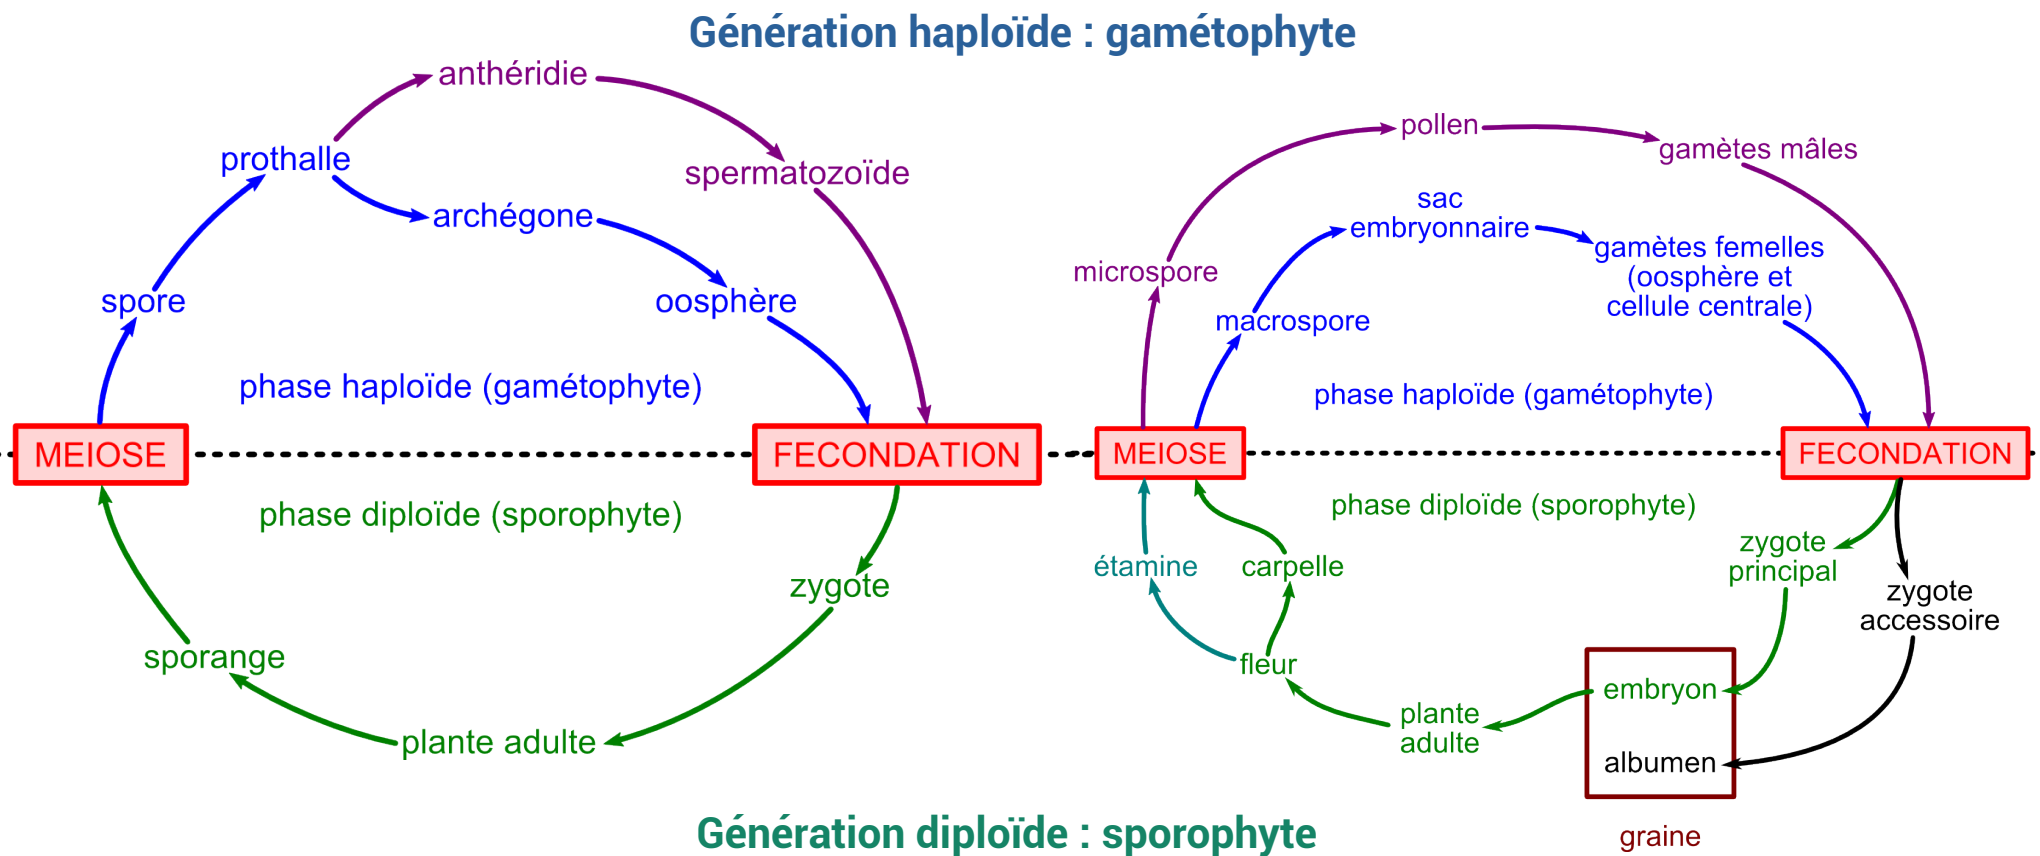 Génération haploïde : gamétophyte
anthéridie
prothalle
spermatozoïde
archégone
spore
oosphère
phase haploïde (gamétophyte)
MEIOSE
FECONDATION
phase diploïde (sporophyte)
zygote
sporange
plante adulte
pollen
gamètes mâles
sac
embryonnaire
gamètes femelles
(oosphère et
cellule centrale)
microspore
macrospore
phase haploïde (gamétophyte)
MEIOSE
FECONDATION
phase diploïde (sporophyte)
étamine
carpelle
zygote
principal
zygote
accessoire
fleur
embryon
plante
adulte
albumen
graine
Génération diploïde : sporophyte